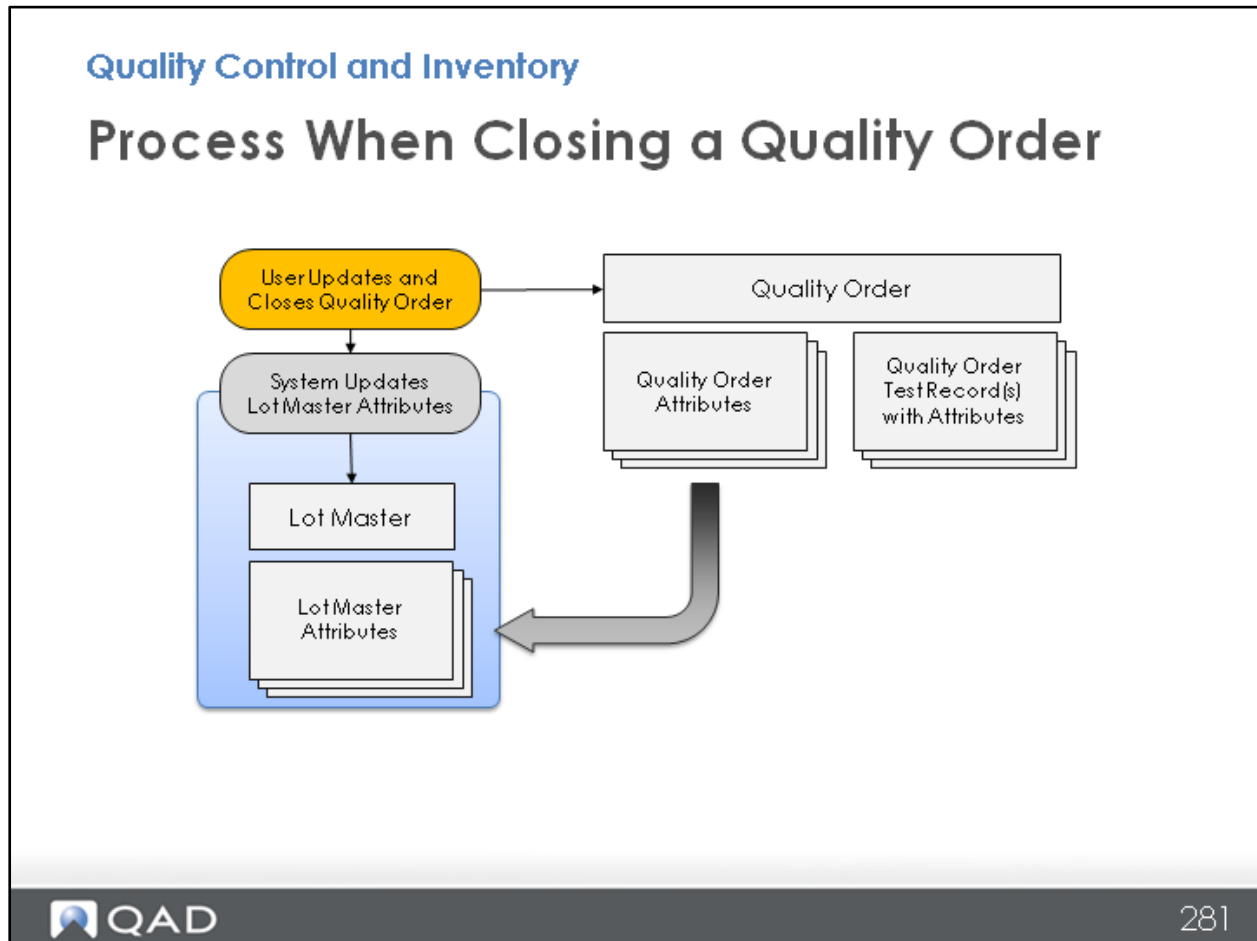 Quality Control and Inventory
Process When Closing a Quality Order
User Updates and
Closes Quality Order
Quality Order
System Updates
Lot Master Attributes
Quality Order
Attributes
Quality Order
Test Record(s)
with Attributes
Lot Master
Lot Master
Attributes
QAD
281